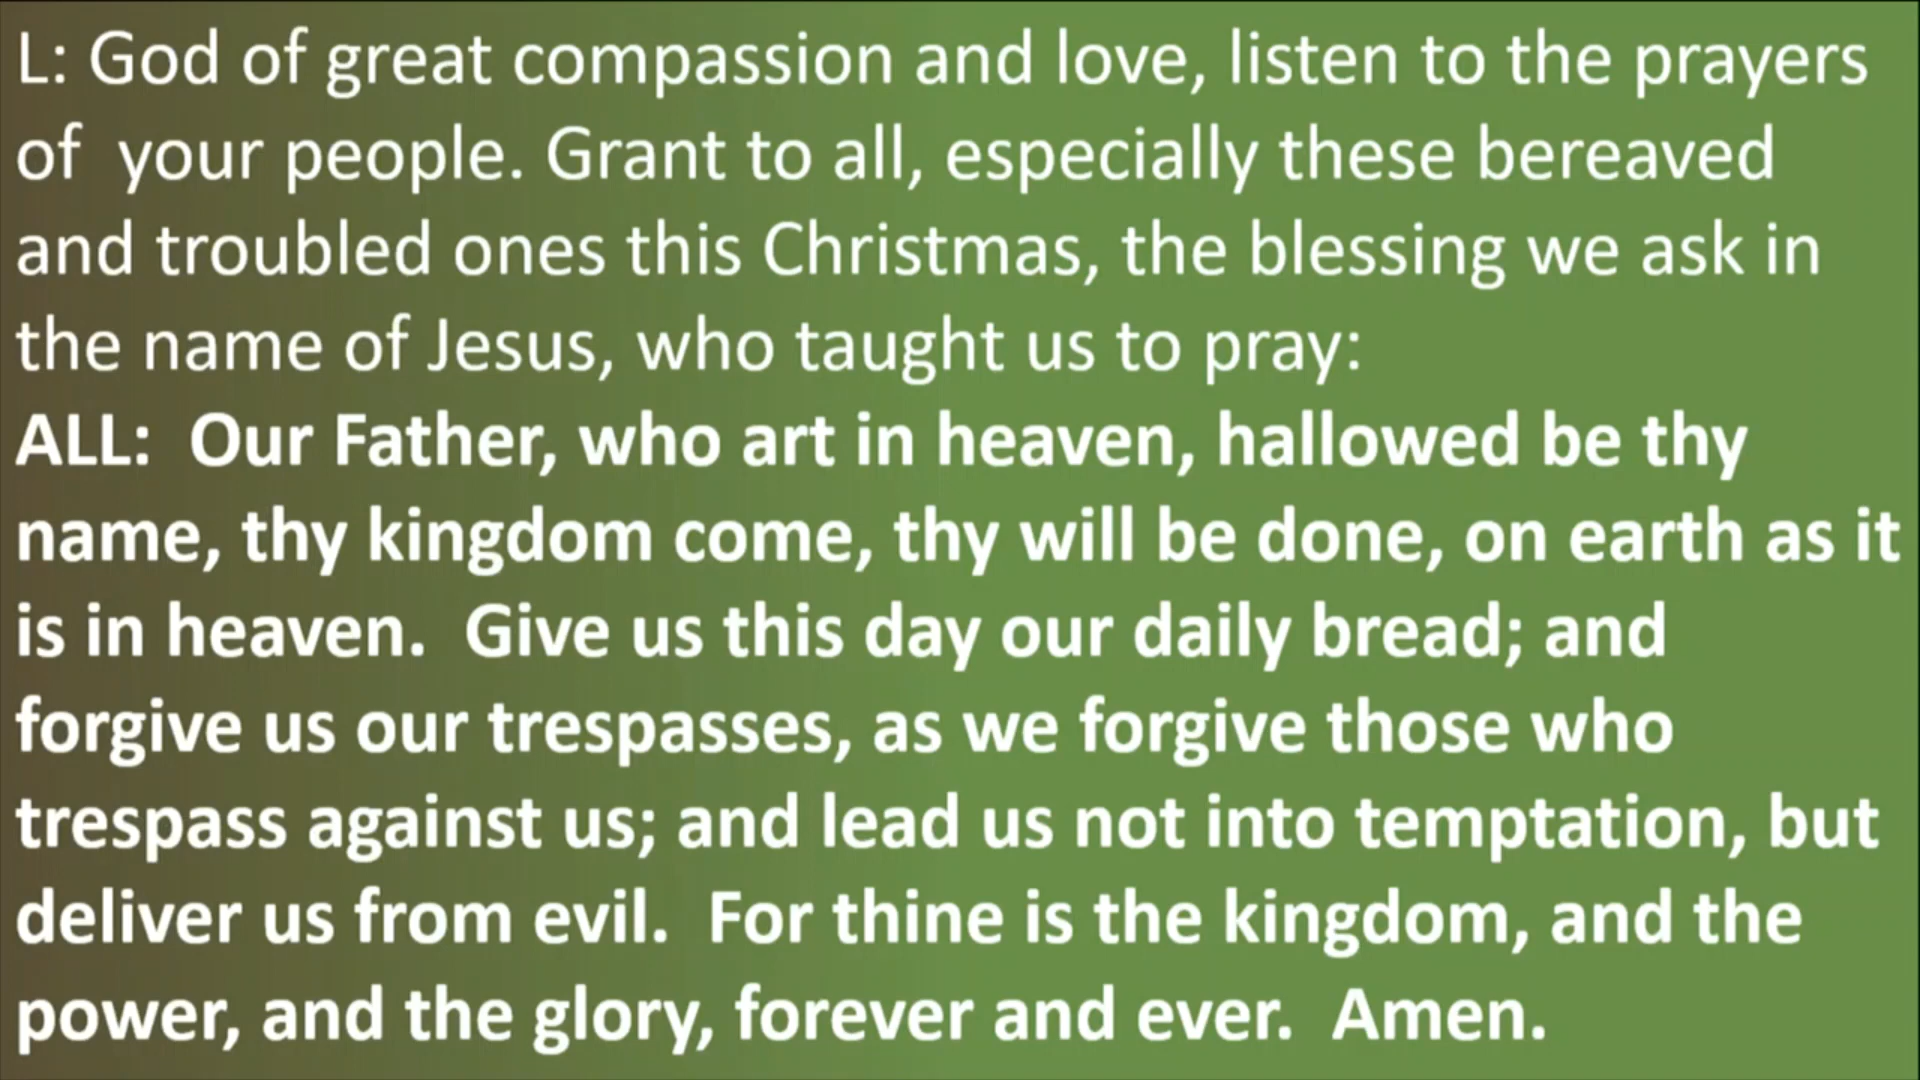 L: God of great compassion and love, listen to the prayers
of  your people. Grant to all, especially these bereaved
and troubled ones this Christmas, the blessing we ask in
the name of Jesus, who taught us to pray:
ALL:  Our Father, who art in heaven, hallowed be thy
name, thy kingdom come, thy will be done, on earth as it
is in heaven.  Give us this day our daily bread; and
forgive us our trespasses, as we forgive those who
trespass against us; and lead us not into temptation, but
deliver us from evil.  For thine is the kingdom, and the
power, and the glory, forever and ever.  Amen.